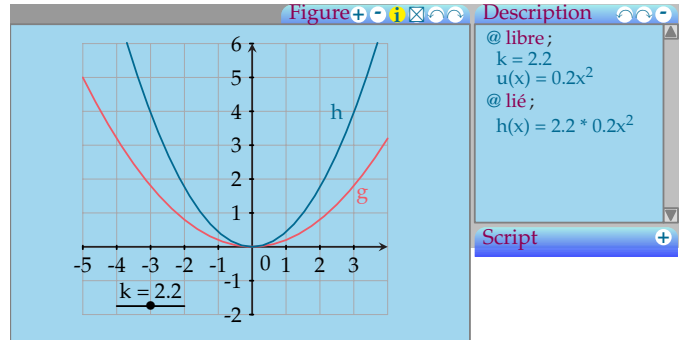 Figure
Description
@ libre ;
k = 2.2
u(x) = 0.2x²
@ lié ;
h(x) = 2.2 * 0.2x²
Script
6
5
4
3
2
1
h
g
-5 -4 -3 -2 -1 0 1 2 3
-1
-2
k = 2.2